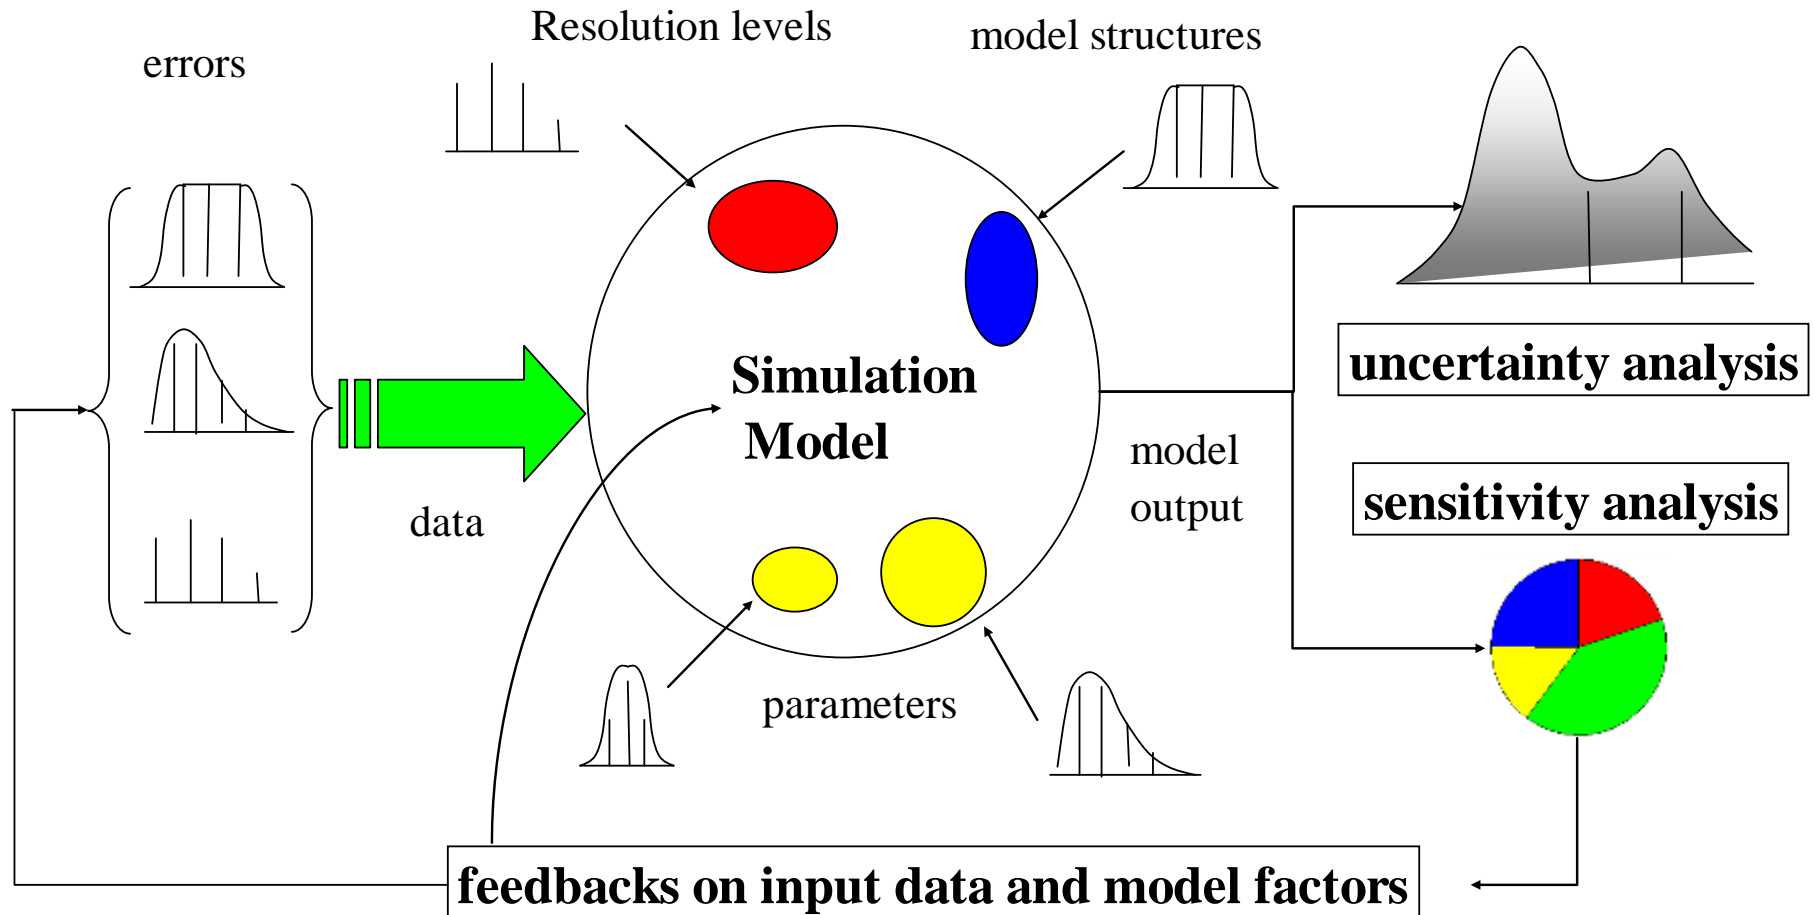 Resolution levels
model structures
errors
Simulation
Model
uncertainty analysis
model
output
sensitivity analysis
data
parameters
feedbacks on input data and model factors